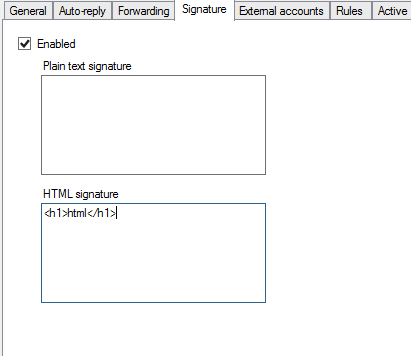 General Auto-reply Forwarding Signature External accounts Rules Active
Enabled
Plain text signature
HTML signature
<h1>html</h1>